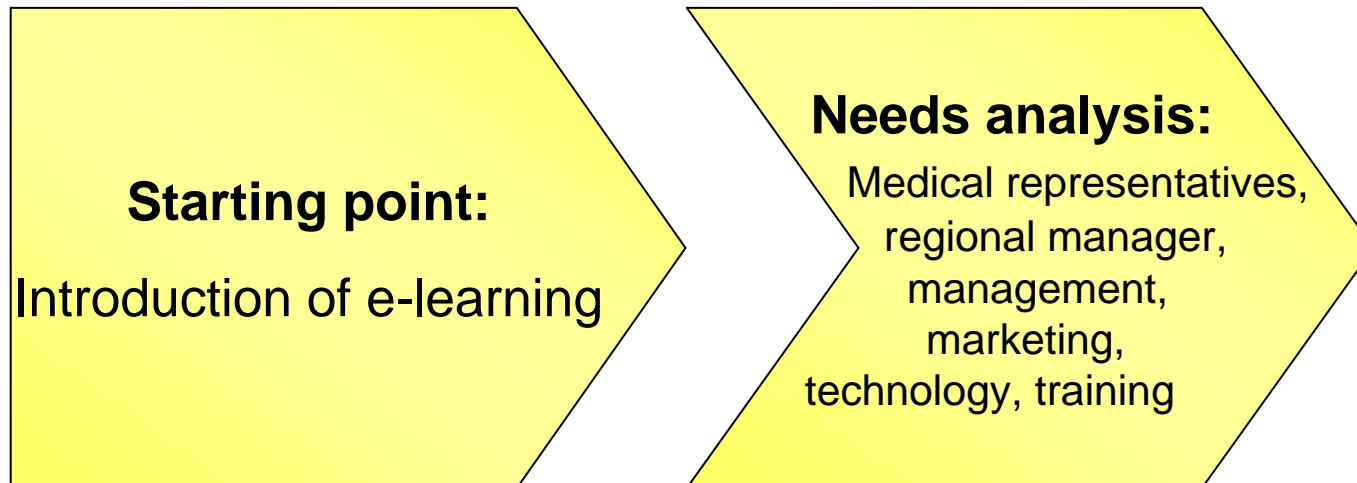 Starting point:
Introduction of e-learning
Needs analysis:
Medical representatives,
regional manager,
management,
marketing,
technology, training